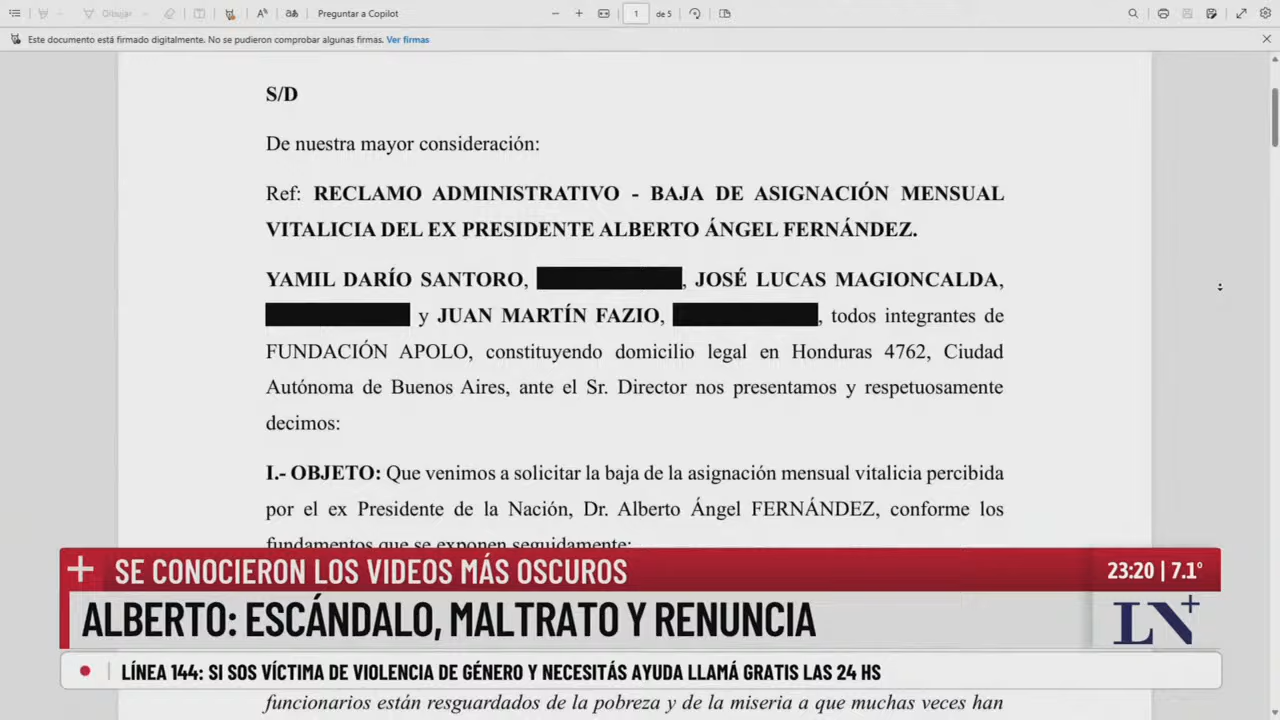 Dibujar
Preguntar a Copilot
1 de 5
Este documento está firmado digitalmente. No se pudieron comprobar algunas firmas. Ver firmas
S/D
De nuestra mayor consideración:
Ref: RECLAMO ADMINISTRATIVO - BAJA DE ASIGNACIÓN MENSUAL
VITALICIA DEL EX PRESIDENTE ALBERTO ÁNGEL FERNÁNDEZ.
YAMIL DARÍO SANTORO, , JOSÉ LUCAS MAGIONCALDA,
y JUAN MARTÍN FAZIO, , todos integrantes de
FUNDACIÓN APOLO, constituyendo domicilio legal en Honduras 4762, Ciudad
Autónoma de Buenos Aires, ante el Sr. Director nos presentamos y respetuosamente
decimos:
I.- OBJETO: Que venimos a solicitar la baja de la asignación mensual vitalicia percibida
por el ex Presidente de la Nación, Dr. Alberto Ángel FERNÁNDEZ, conforme los
fundamentos que se exponen seguidamente:
SE CONOCIERON LOS VIDEOS MÁS OSCUROS
23:20 | 7.1°
ALBERTO: ESCÁNDALO, MALTRATO Y RENUNCIA
LN+
LÍNEA 144: SI SOS VÍCTIMA DE VIOLENCIA DE GÉNERO Y NECESITÁS AYUDA LLAMÁ GRATIS LAS 24 HS
funcionarios están resguardados de la pobreza y de la miseria a que muchas veces han